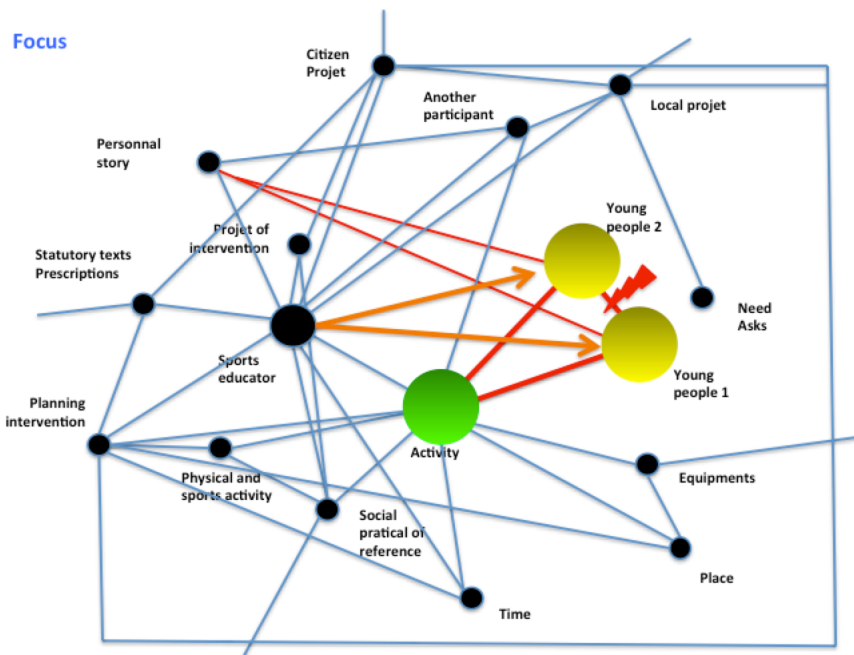 Focus
Citizen
Projet
Another
participant
Local projet
Personnal
story
Young
people 2
Projet of
intervention
Statutory texts
Prescriptions
Need
Asks
Sports
educator
Young
people 1
Planning
intervention
Activity
Physical and
sports activity
Equipments
Social
pratical of
reference
Place
Time